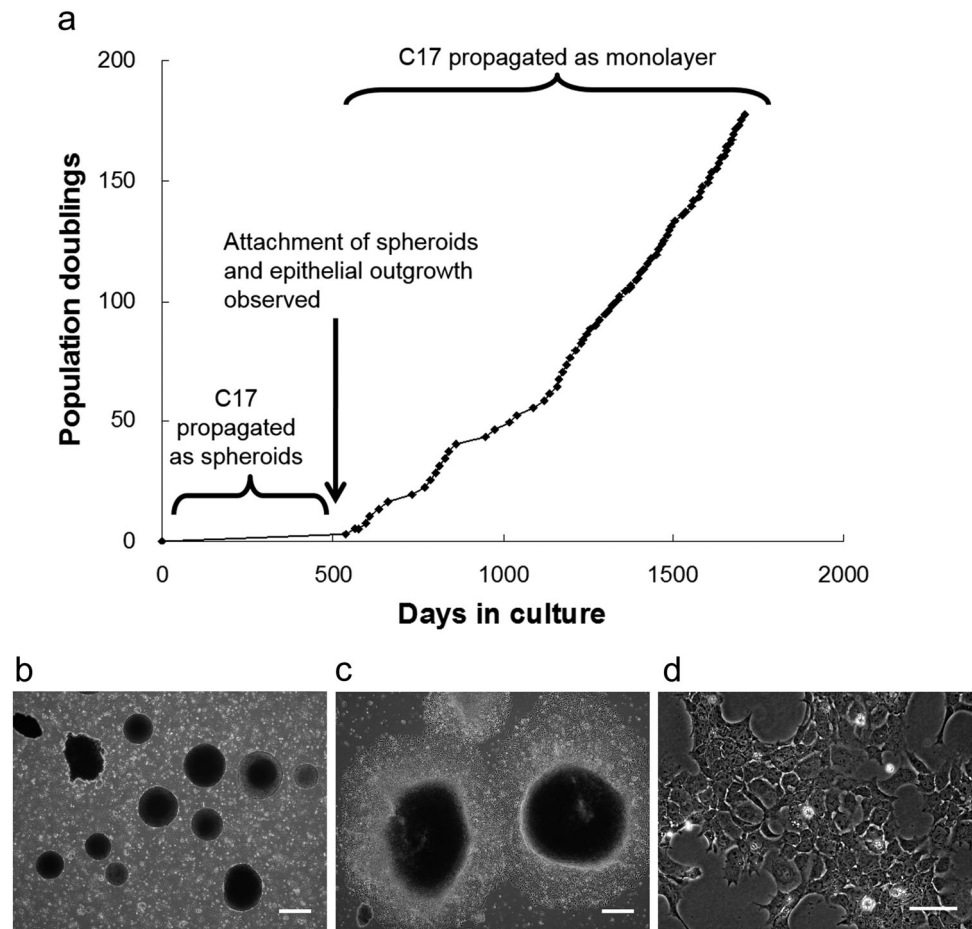 a
C17 propagated as monolayer
200
150
100
50
0
Population doublings
Attachment of spheroids
and epithelial outgrowth
observed
C17
propagated
as spheroids
0
500
1000
1500
2000
Days in culture
b
c
d